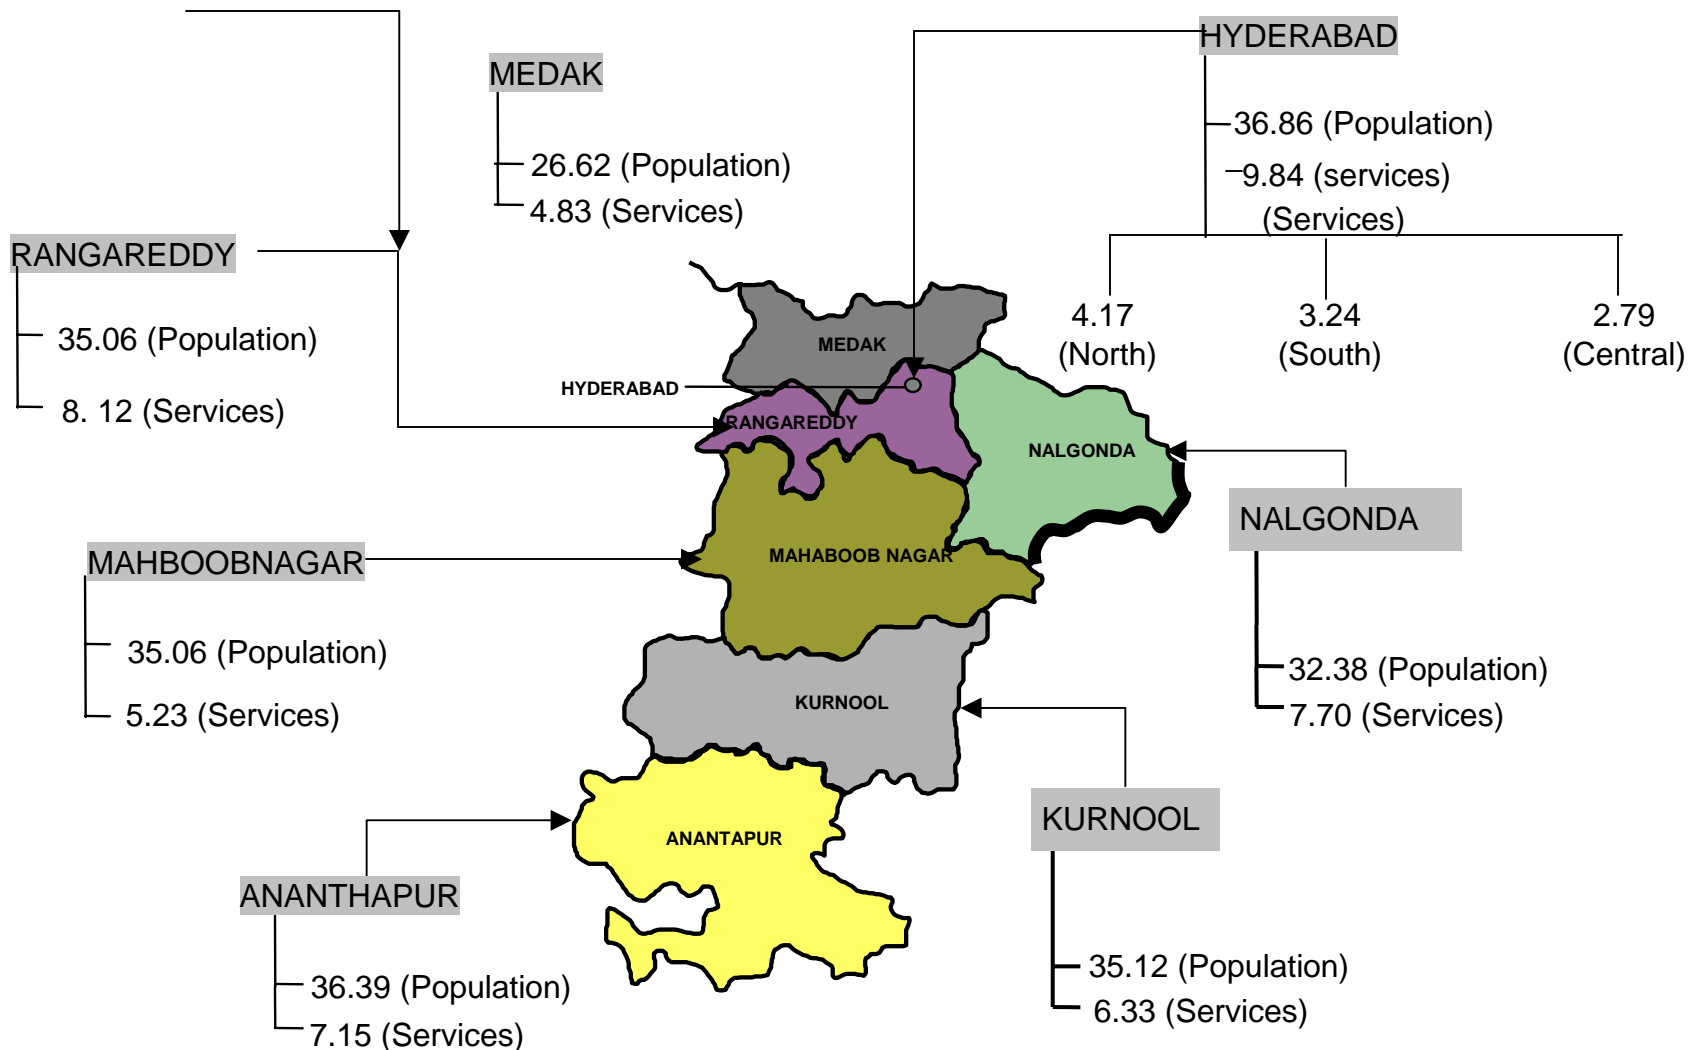 HYDERABAD
36.86 (Population)
9.84 (services)
(Services)
4.17
(North)
3.24
(South)
2.79
(Central)
MEDAK
26.62 (Population)
4.83 (Services)
RANGAREDDY
35.06 (Population)
8. 12 (Services)
MEDAK
HYDERABAD
RANGAREDDY
NALGONDA
MAHABOOB NAGAR
KURNOOL
ANANTAPUR
NALGONDA
32.38 (Population)
7.70 (Services)
MAHBOOBNAGAR
35.06 (Population)
5.23 (Services)
KURNOOL
35.12 (Population)
6.33 (Services)
ANANTHAPUR
36.39 (Population)
7.15 (Services)